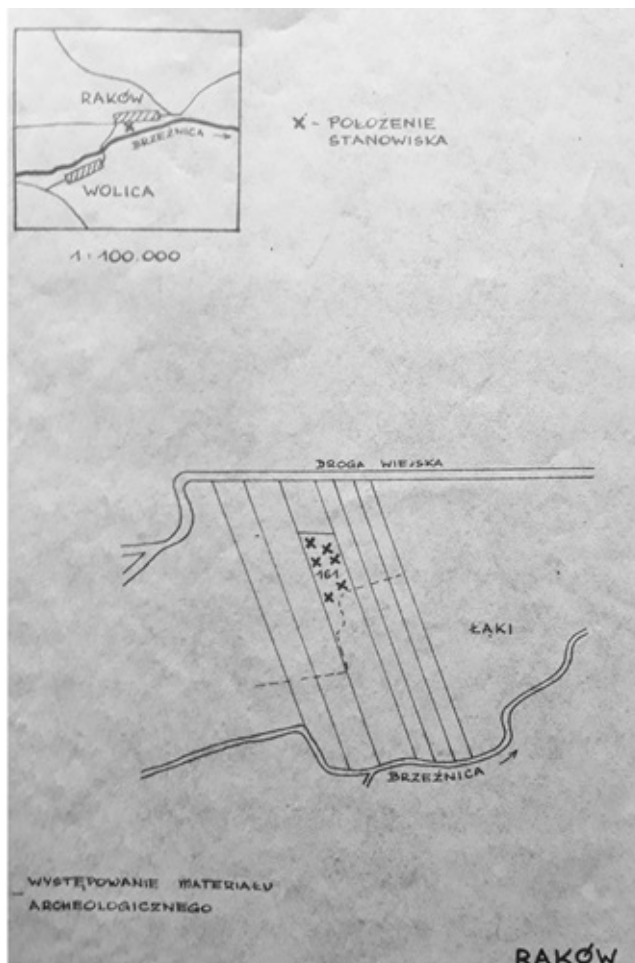 RAKÓW
BRZEŹNICA
WOLICA
X - POŁOŻENIE
STANOWISKA
1:100.000
DROGA WIEJSKA
161
ŁĄKI
BRZEŹNICA
WYSTĘPOWANIE MATERIAŁU
ARCHEOLOGICZNEGO
RAKÓW